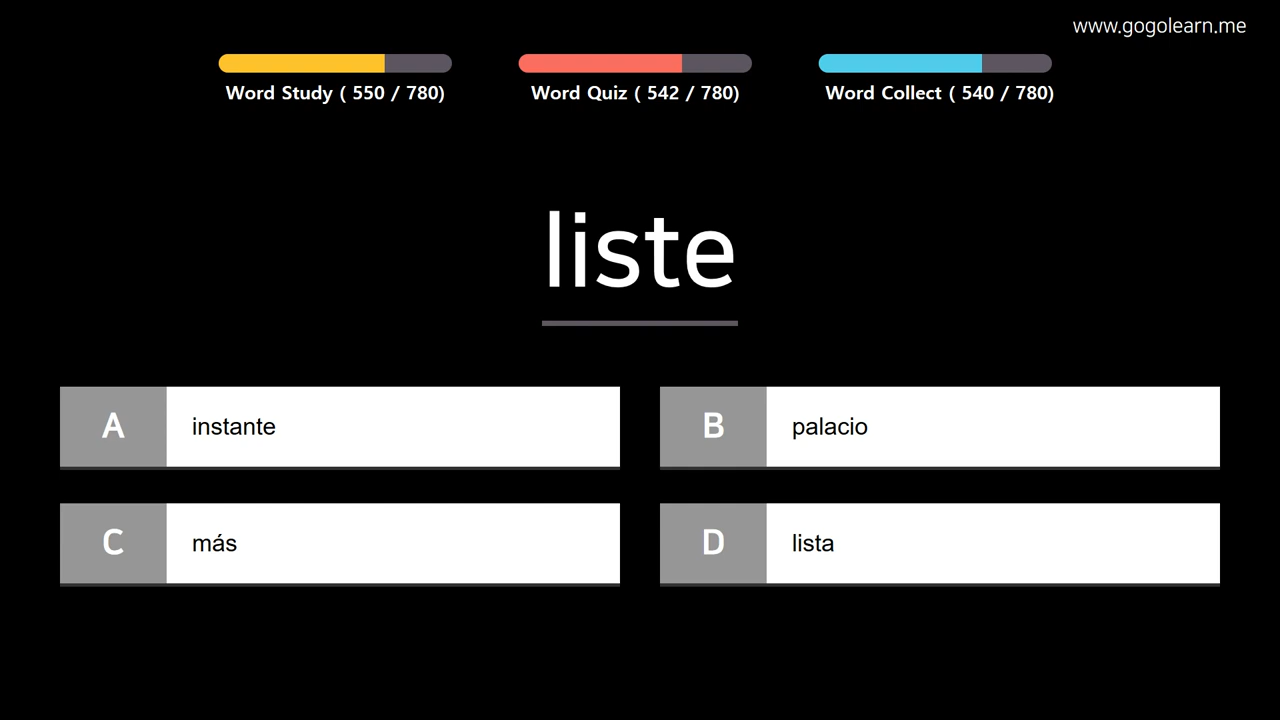 www.gogolearn.me
Word Study ( 550 / 780)
Word Quiz ( 542 / 780)
Word Collect ( 540 / 780)
liste
A instante
B palacio
C más
D lista